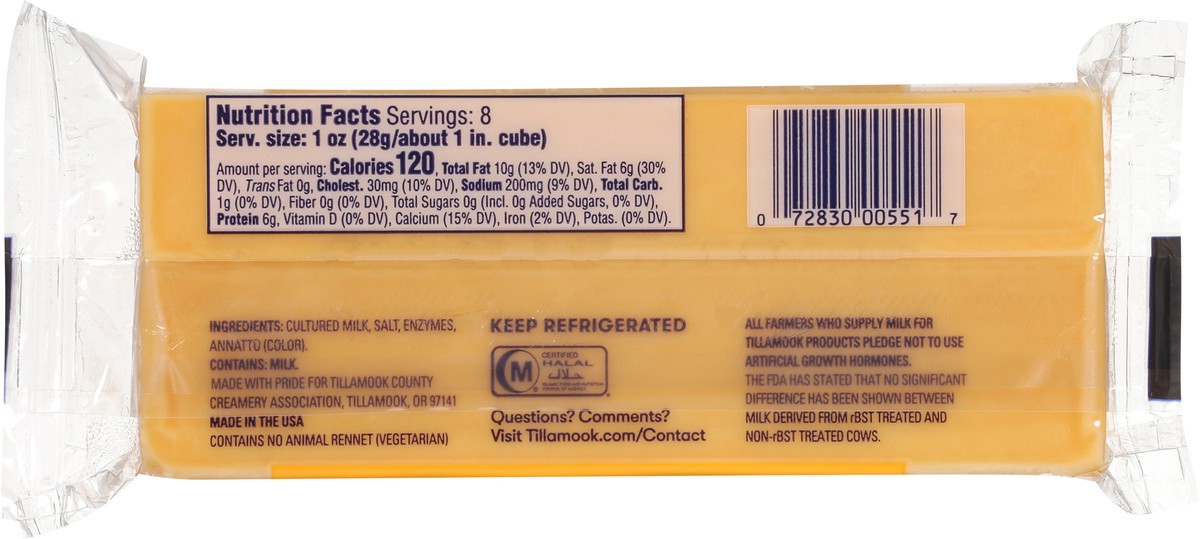 Nutrition Facts Servings: 8
Serv. size: 1 oz (28g/about 1 in. cube)
Amount per serving: Calories 120, Total Fat 10g (13% DV), Sat. Fat 6g (30%
DV), Trans Fat 0g, Cholest. 30mg (10% DV), Sodium 200mg (9% DV), Total Carb.
1g (0% DV), Fiber 0g (0% DV), Total Sugars 0g (Incl. 0g Added Sugars, 0% DV),
Protein 6g, Vitamin D (0% DV), Calcium (15% DV), Iron (2% DV), Potas. (0% DV).
0 72830 00551 7
INGREDIENTS: CULTURED MILK, SALT, ENZYMES,
ANNATTO (COLOR).
CONTAINS: MILK.
MADE WITH PRIDE FOR TILLAMOOK COUNTY
CREAMERY ASSOCIATION, TILLAMOOK, OR 97141
MADE IN THE USA
CONTAINS NO ANIMAL RENNET (VEGETARIAN)
KEEP REFRIGERATED
M
CERTIFIED
HALAL
حلال
ISLAMIC FOOD AND NUTRITION
COUNCIL OF AMERICA
Questions? Comments?
Visit Tillamook.com/Contact
ALL FARMERS WHO SUPPLY MILK FOR
TILLAMOOK PRODUCTS PLEDGE NOT TO USE
ARTIFICIAL GROWTH HORMONES.
THE FDA HAS STATED THAT NO SIGNIFICANT
DIFFERENCE HAS BEEN SHOWN BETWEEN
MILK DERIVED FROM rBST TREATED AND
NON-rBST TREATED COWS.